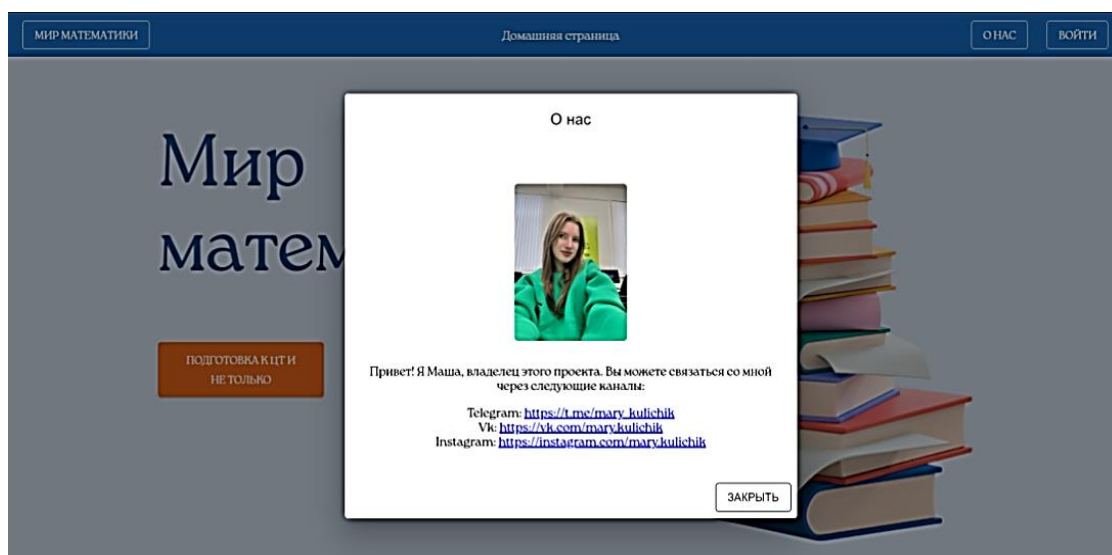 МИР МАТЕМАТИКИ
Домашняя страница
О НАС
ВОЙТИ
Мир
матем
ПОДГОТОВКА К ЦТ И
НЕ ТОЛЬКО
О нас
Привет! Я Маша, владелец этого проекта. Вы можете связаться со мной
через следующие каналы:
Telegram: https://t.me/mary_kulichik
Vk: https://vk.com/mary.kulichik
Instagram: https://instagram.com/mary.kulichik
ЗАКРЫТЬ